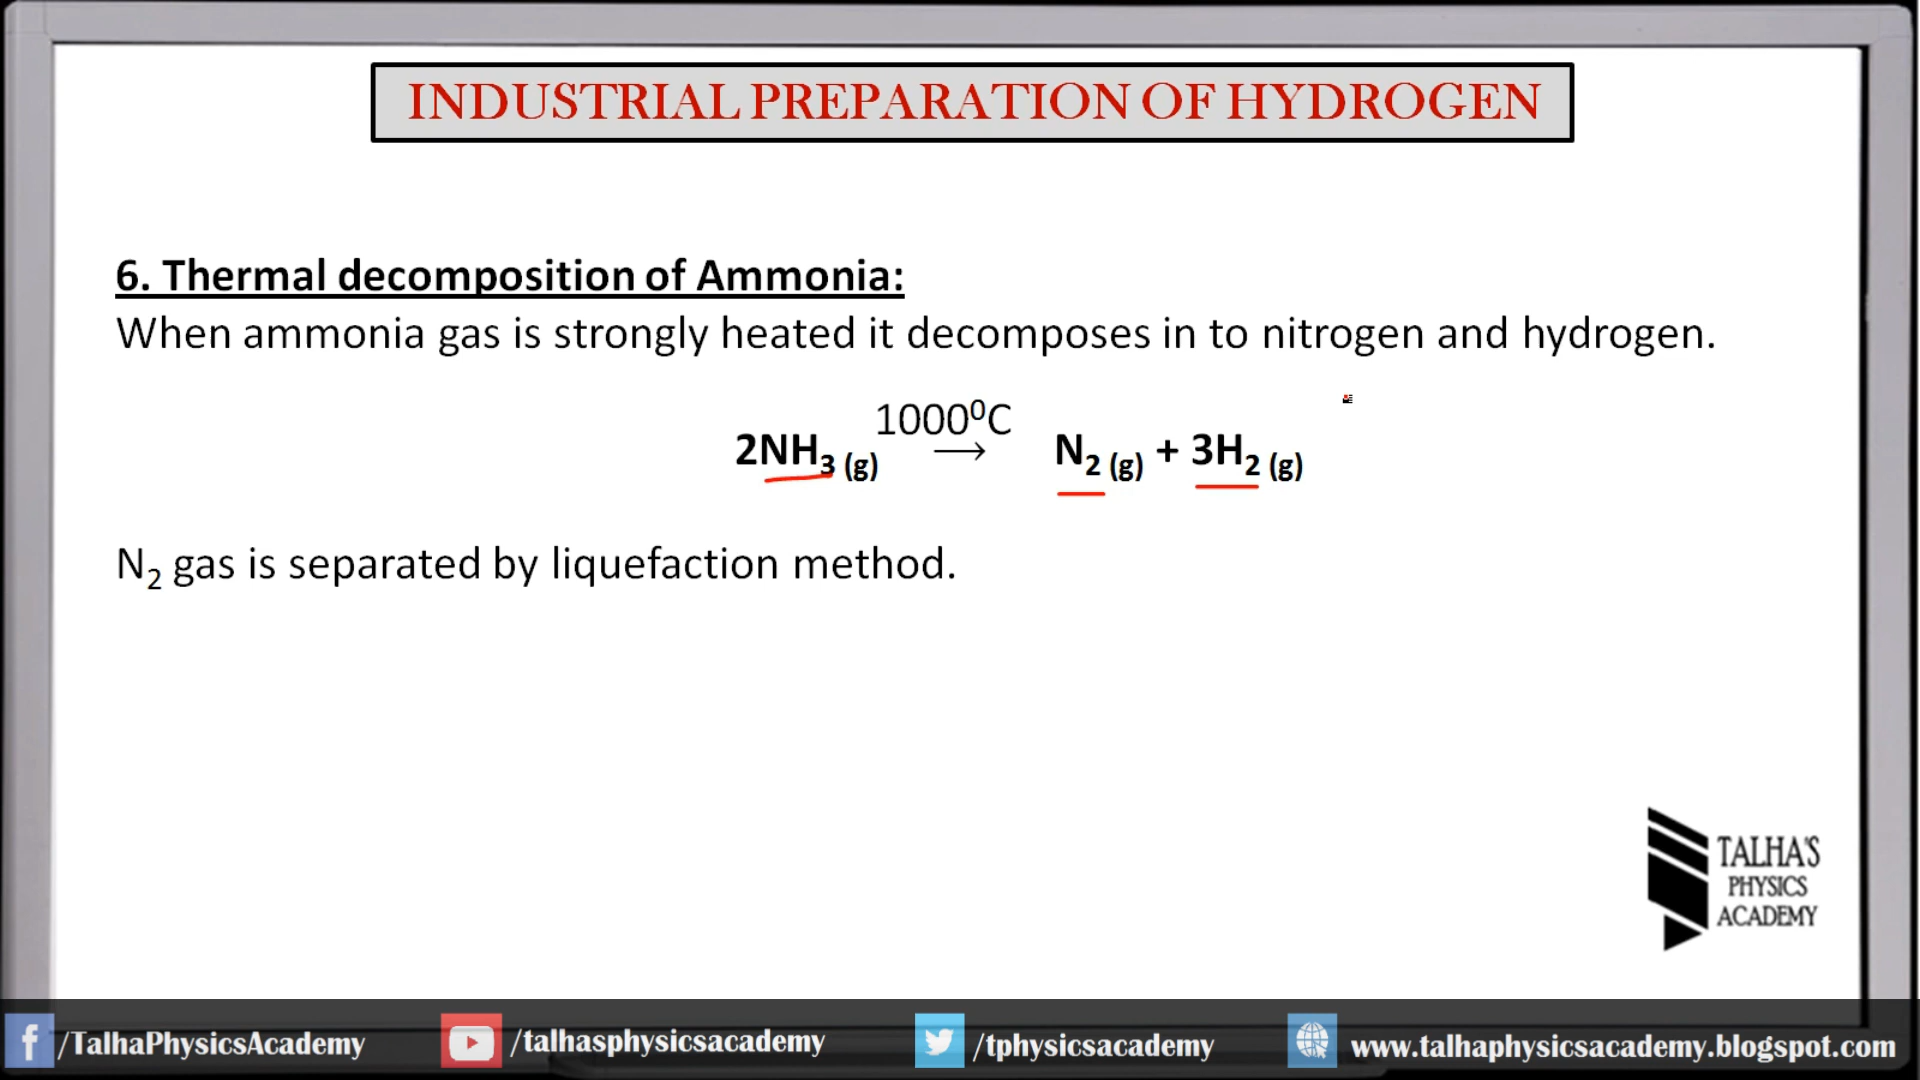 INDUSTRIAL PREPARATION OF HYDROGEN
6. Thermal decomposition of Ammonia:
When ammonia gas is strongly heated it decomposes in to nitrogen and hydrogen.
1000⁰C
2NH₃ (g) ⟶ N₂ (g) + 3H₂ (g)
N₂ gas is separated by liquefaction method.
TALHA'S
PHYSICS
ACADEMY
/TalhaPhysicsAcademy
/talhasphysicsacademy
/tphysicsacademy
www.talhaphysicsacademy.blogspot.com